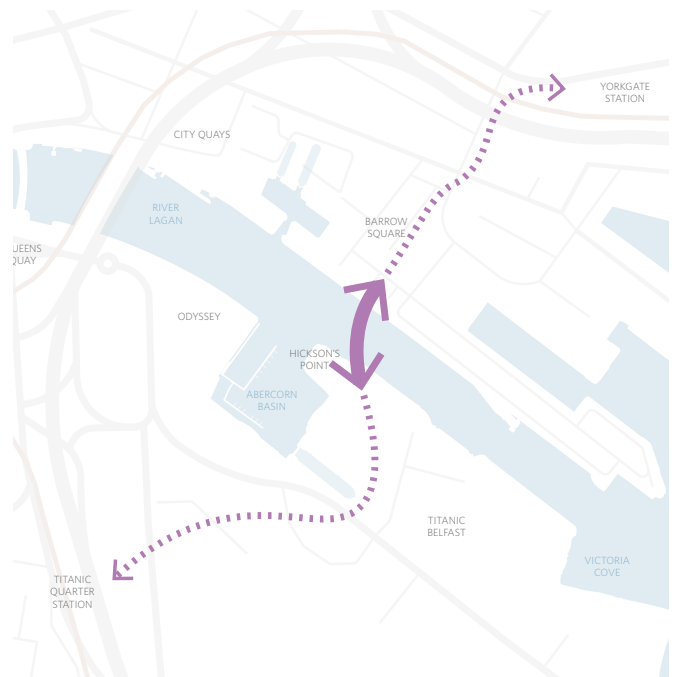 YORKGATE
STATION
CITY QUAYS
RIVER
LAGAN
BARROW
SQUARE
UEENS
QUAY
ODYSSEY
HICKSON'S
POINT
ABERCORN
BASIN
TITANIC
BELFAST
VICTORIA
COVE
TITANIC
QUARTER
STATION